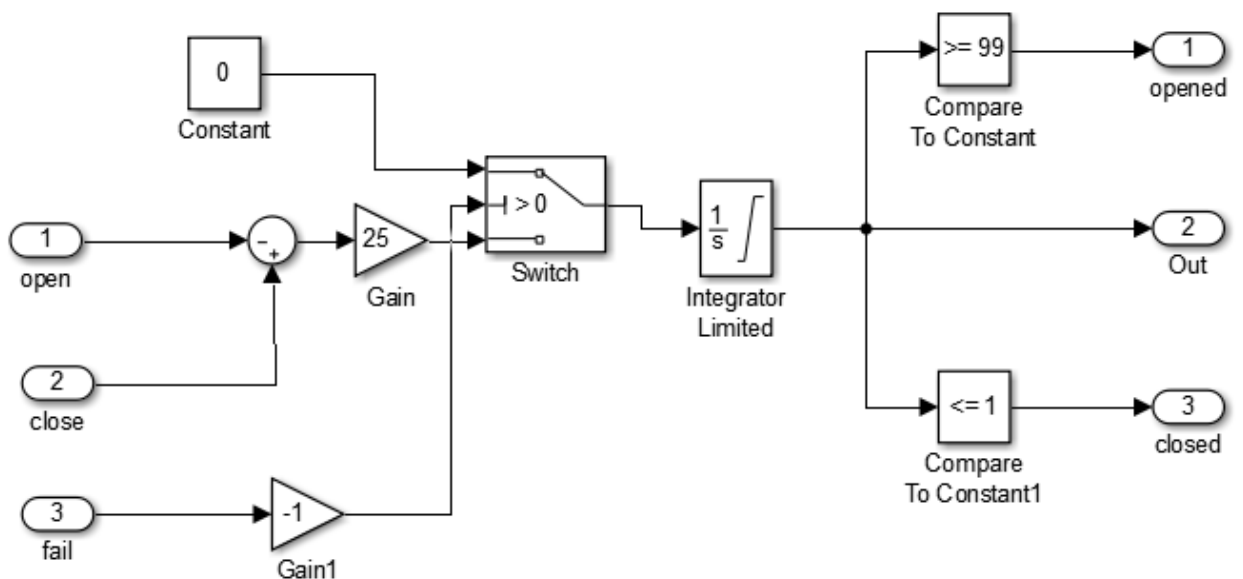 0
Constant
1
open
2
close
3
fail
-
+
25
Gain
-1
Gain1
> 0
Switch
1
s
Integrator
Limited
>= 99
Compare
To Constant
1
opened
2
Out
<= 1
Compare
To Constant1
3
closed